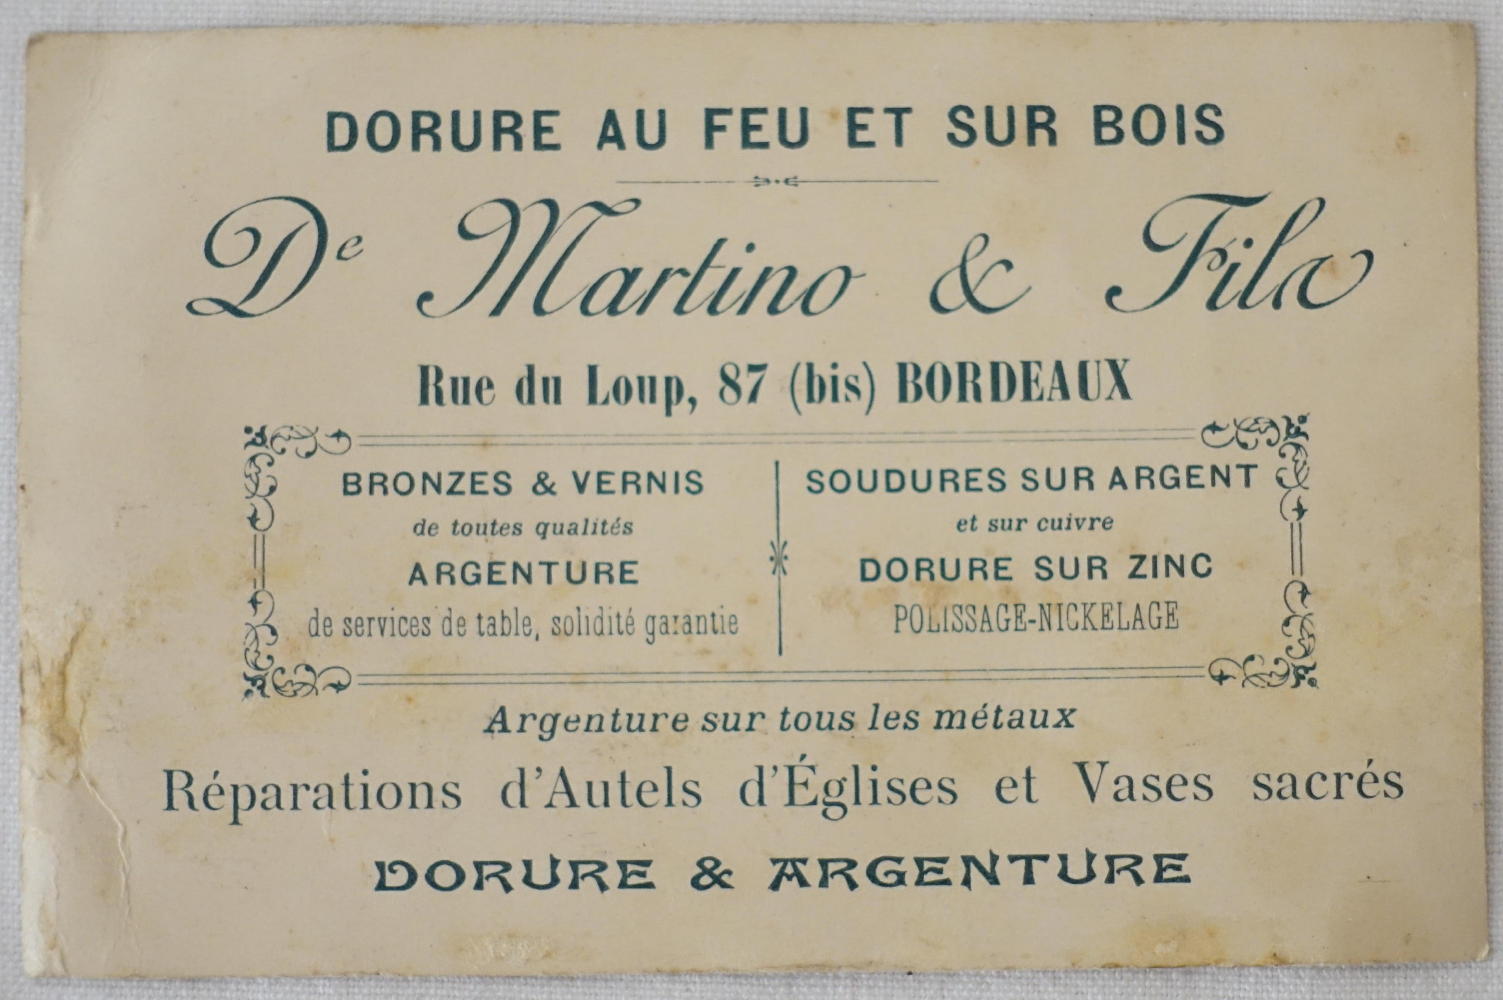 DORURE AU FEU ET SUR BOIS
De Martino & Fils
Rue du Loup, 87 (bis) BORDEAUX
BRONZES & VERNIS
de toutes qualités
ARGENTURE
de services de table, solidité garantie
SOUDURES SUR ARGENT
et sur cuivre
DORURE SUR ZINC
POLISSAGE-NICKELAGE
Argenture sur tous les métaux
Réparations d'Autels d'Églises et Vases sacrés
DORURE & ARGENTURE